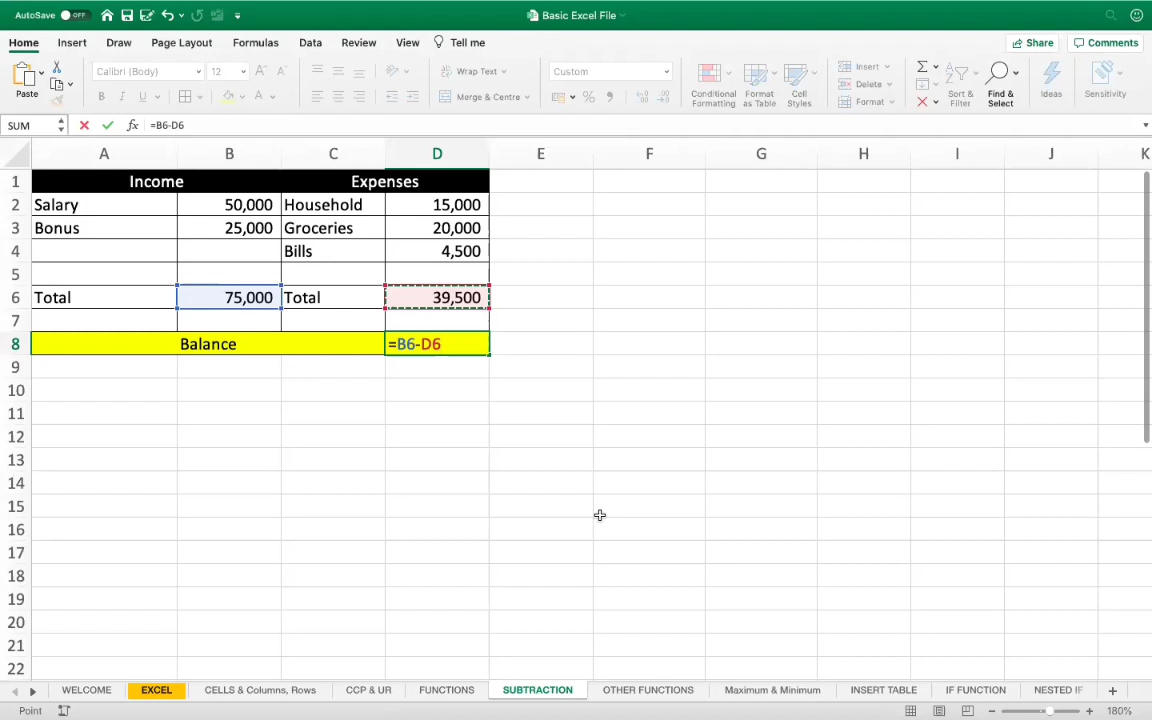 AutoSave OFF Basic Excel File
Home Insert Draw Page Layout Formulas Data Review View Tell me Share Comments
Paste Calibri (Body) 12 A A Wrap Text Custom Conditional Formatting Format as Table Cell Styles Insert Sort & Filter Find & Select Ideas Sensitivity
B I U A Merge & Centre % Delete
Format
SUM fx =B6-D6
A B C D E F G H I J K
1 Income Expenses
2 Salary 50,000 Household 15,000
3 Bonus 25,000 Groceries 20,000
4 Bills 4,500
5
6 Total 75,000 Total 39,500
7
8 Balance =B6-D6
9
10
11
12
13
14
15
16
17
18
19
20
21
22
WELCOME EXCEL CELLS & Columns, Rows CCP & UR FUNCTIONS SUBTRACTION OTHER FUNCTIONS Maximum & Minimum INSERT TABLE IF FUNCTION NESTED IF +
Point 180%